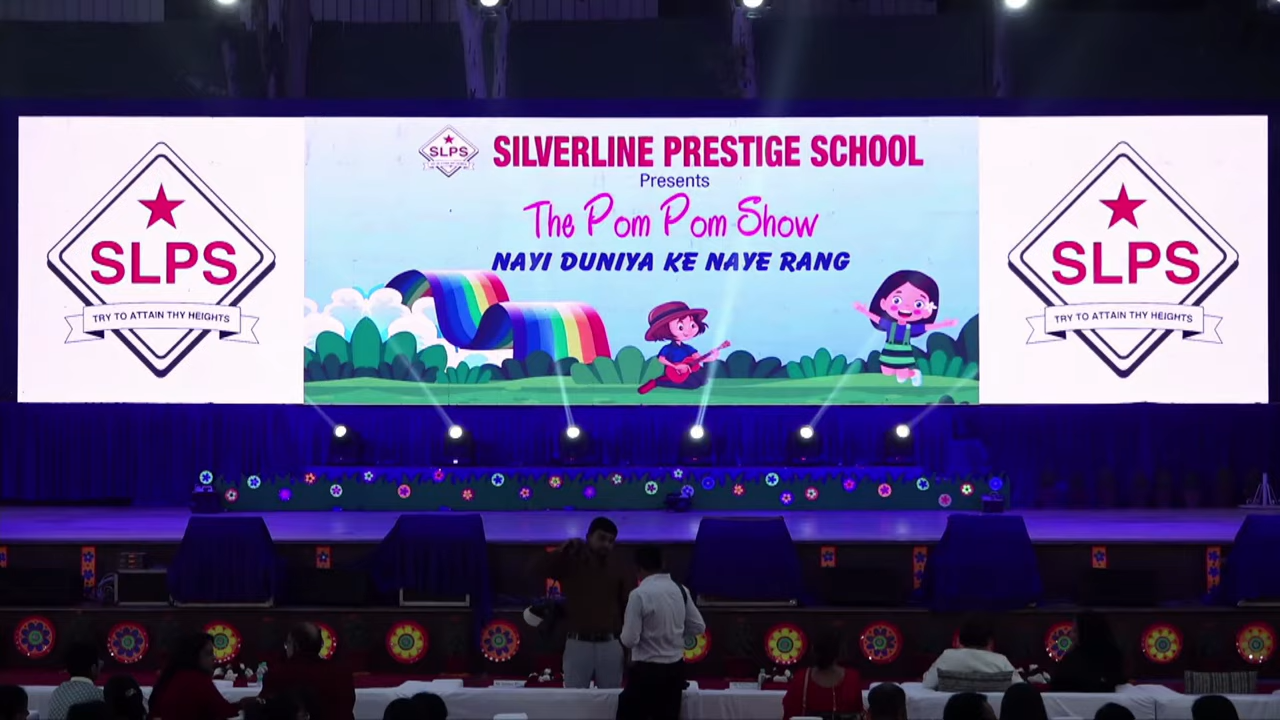 SLPS
TRY TO ATTAIN THY HEIGHTS
SLPS
SILVERLINE PRESTIGE SCHOOL
Presents
The Pom Pom Show
NAYI DUNIYA KE NAYE RANG
SLPS
TRY TO ATTAIN THY HEIGHTS